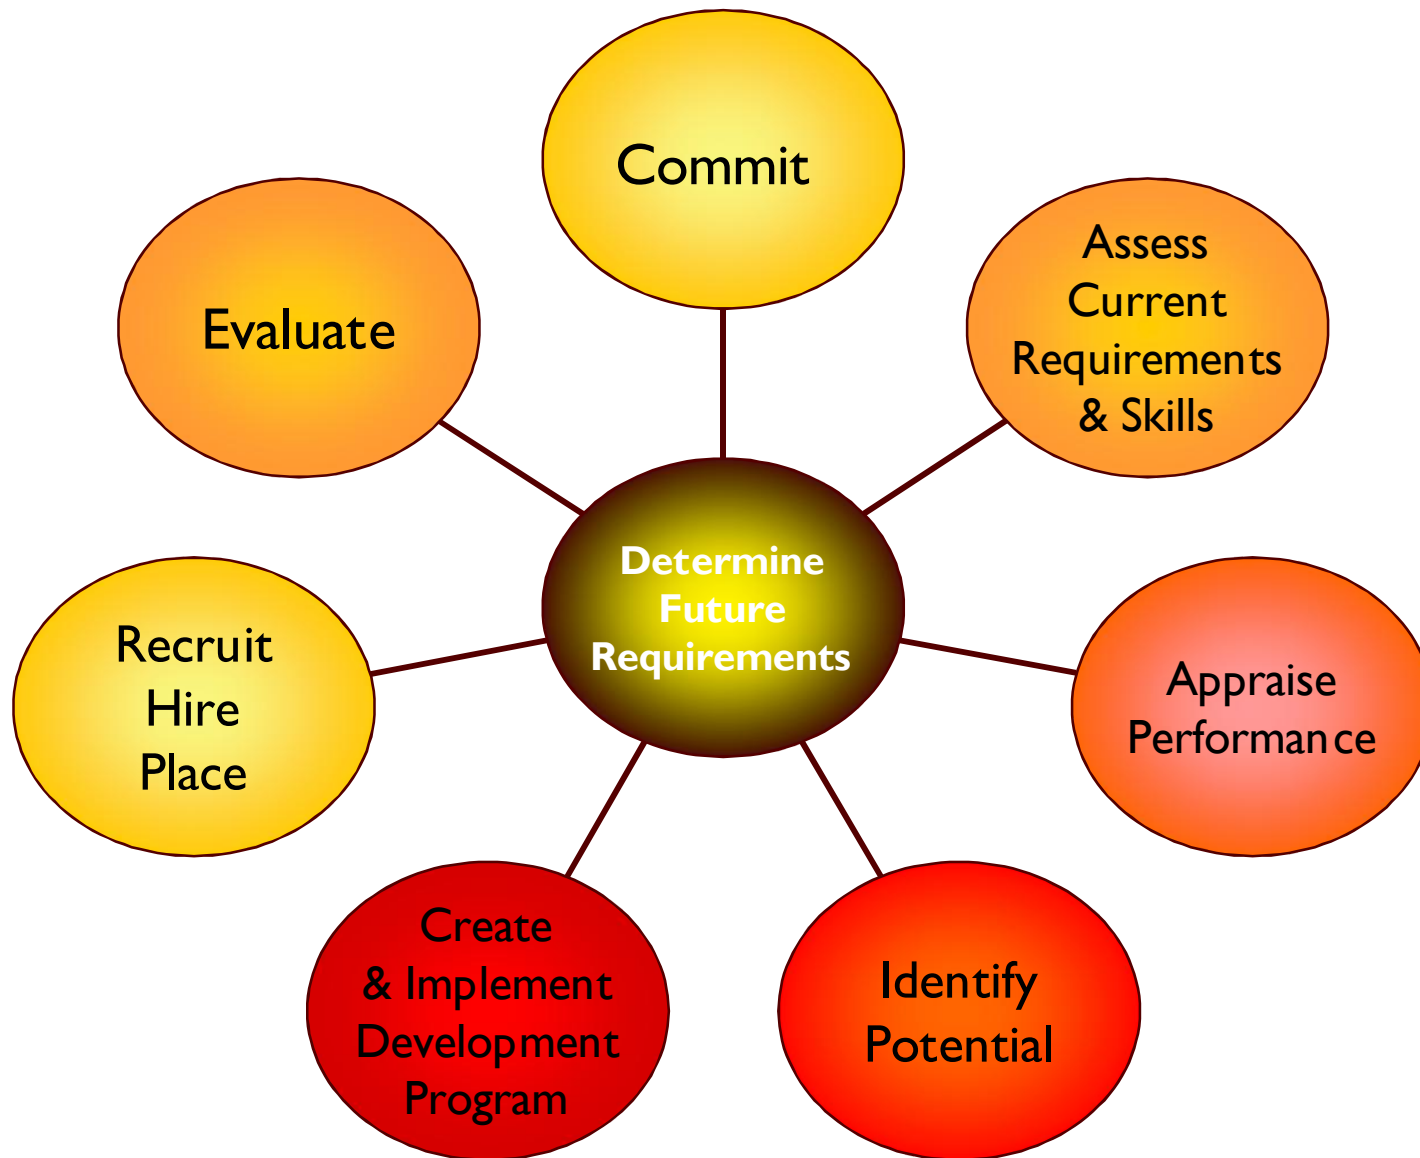 Commit
Assess
Current
Requirements
& Skills
Evaluate
Determine
Future
Requirements
Recruit
Hire
Place
Appraise
Performance
Create
& Implement
Development
Program
Identify
Potential